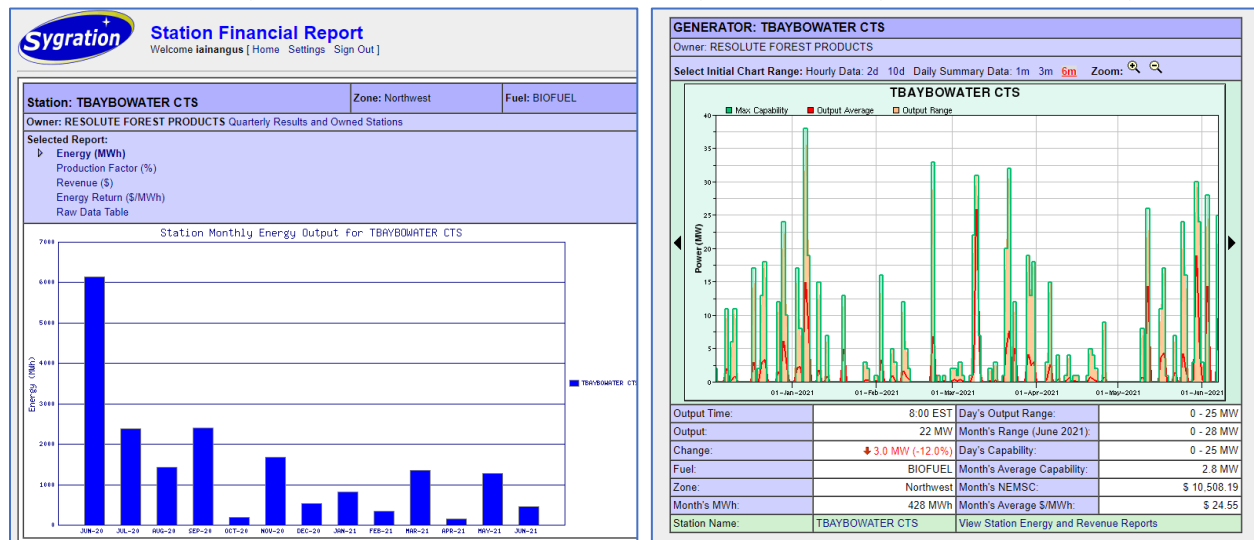 Sygration
Station Financial Report
Welcome iainangus [ Home Settings Sign Out ]
Station: TBAYBOWATER CTS
Zone: Northwest
Fuel: BIOFUEL
Owner: RESOLUTE FOREST PRODUCTS Quarterly Results and Owned Stations
Selected Report:
Energy (MWh)
Production Factor (%)
Revenue ($)
Energy Return ($/MWh)
Raw Data Table
Station Monthly Energy Output for TBAYBOWATER CTS
7000
6000
5000
4000
3000
2000
1000
0
Energy (MWh)
JUN-20 JUL-20 AUG-20 SEP-20 OCT-20 NOV-20 DEC-20 JAN-21 FEB-21 MAR-21 APR-21 MAY-21 JUN-21
TBAYBOWATER CTS
GENERATOR: TBAYBOWATER CTS
Owner: RESOLUTE FOREST PRODUCTS
Select Initial Chart Range: Hourly Data: 2d 10d Daily Summary Data: 1m 3m 6m Zoom:
TBAYBOWATER CTS
Max Capability Output Average Output Range
40
35
30
25
20
15
10
5
0
Power (MW)
01-Jan-2021 01-Feb-2021 01-Mar-2021 01-Apr-2021 01-May-2021 01-Jun-2021
Output Time: 8:00 EST Day's Output Range: 0 - 25 MW
Output: 22 MW Month's Range (June 2021): 0 - 28 MW
Change: 3.0 MW (-12.0%) Day's Capability: 0 - 25 MW
Fuel: BIOFUEL Month's Average Capability: 2.8 MW
Zone: Northwest Month's NEMSC: $ 10,508.19
Month's MWh: 428 MWh Month's Average $/MWh: $ 24.55
Station Name: TBAYBOWATER CTS View Station Energy and Revenue Reports